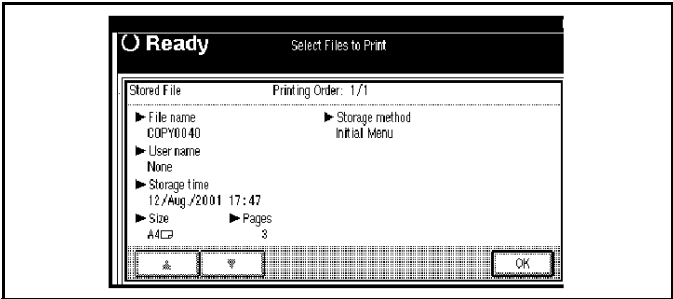 Ready Select Files to Print
Stored File Printing Order: 1/1
File name Storage method
COPY0040 Initial Menu
User name
None
Storage time
12/Aug./2001 17:47
Size Pages
A4 3
OK